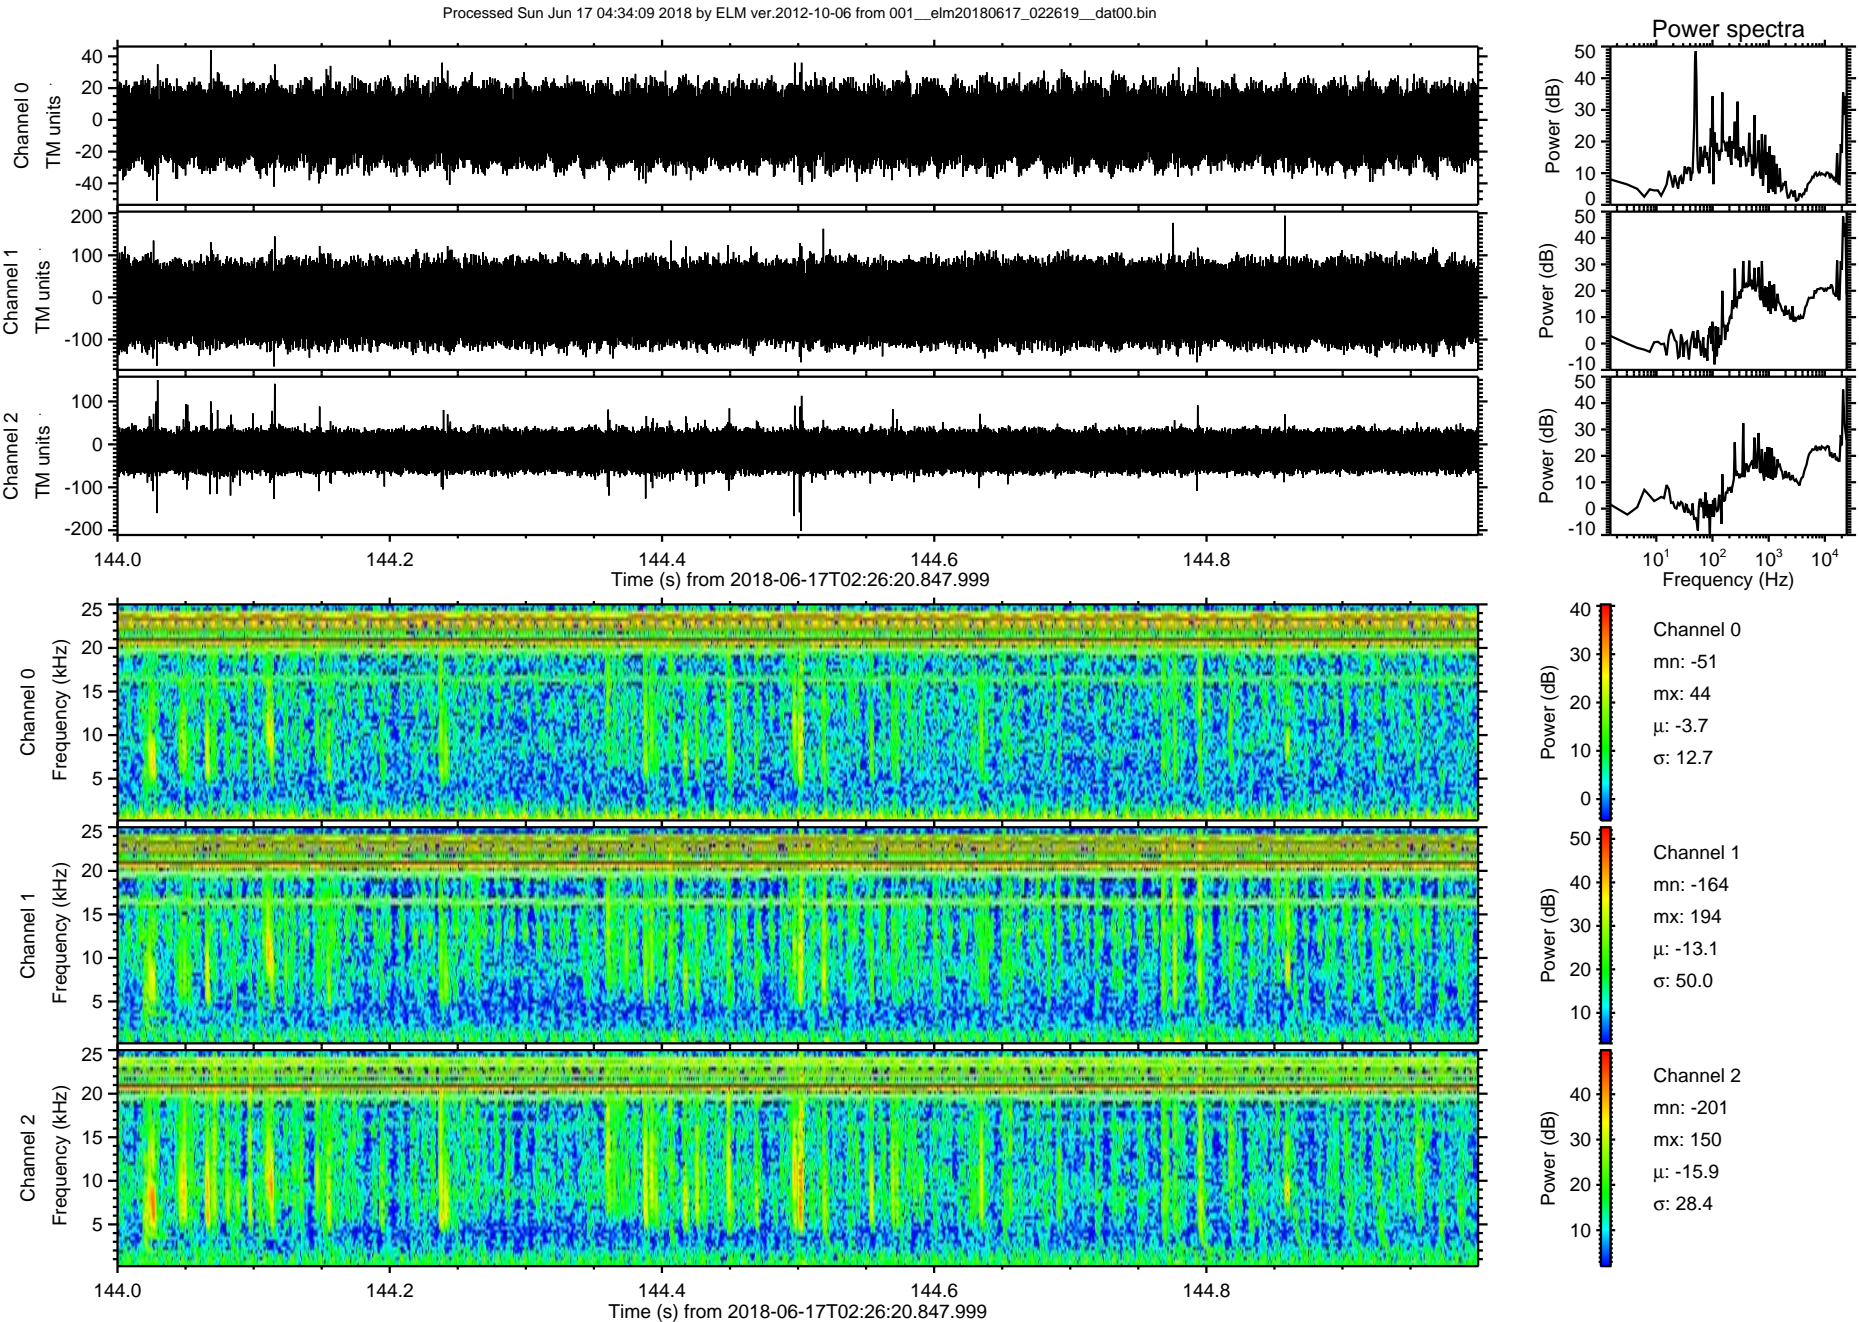 Processed Sun Jun 17 04:34:09 2018 by ELM ver.2012-10-06 from 001__elm20180617_022619__dat00.bin
Power spectra
Channel 0
TM units
40
20
0
-20
-40
Power (dB)
50
40
30
20
10
0
Channel 1
TM units
200
100
0
-100
Power (dB)
50
40
30
20
10
0
-10
Channel 2
TM units
100
0
-100
-200
Power (dB)
50
40
30
20
10
0
-10
144.0 144.2 144.4 144.6 144.8
Time (s) from 2018-06-17T02:26:20.847.999
10¹ 10² 10³ 10⁴
Frequency (Hz)
Channel 0
Frequency (kHz)
25
20
15
10
5
Power (dB)
40
30
20
10
0
Channel 0
mn: -51
mx: 44
μ: -3.7
σ: 12.7
Channel 1
Frequency (kHz)
25
20
15
10
5
Power (dB)
50
40
30
20
10
Channel 1
mn: -164
mx: 194
μ: -13.1
σ: 50.0
Channel 2
Frequency (kHz)
25
20
15
10
5
Power (dB)
40
30
20
10
Channel 2
mn: -201
mx: 150
μ: -15.9
σ: 28.4
144.0 144.2 144.4 144.6 144.8
Time (s) from 2018-06-17T02:26:20.847.999